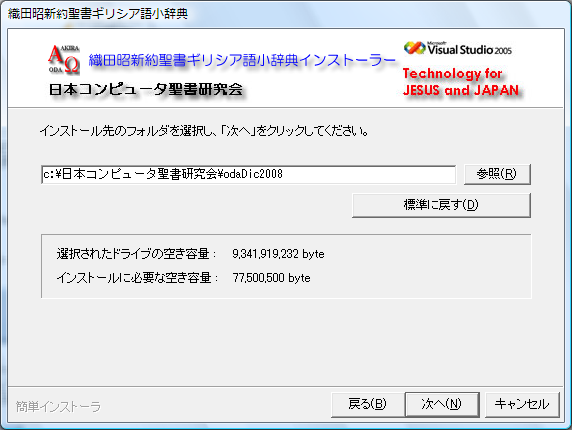 織田昭新約聖書ギリシア語小辞典
AKIRA
ΑΩ
ODA
織田昭新約聖書ギリシア語小辞典インストーラー
日本コンピュータ聖書研究会
Microsoft
Visual Studio 2005
Technology for
JESUS and JAPAN
インストール先のフォルダを選択し、「次へ」をクリックしてください。
c:¥日本コンピュータ聖書研究会¥odaDic2008
参照(R)
標準に戻す(D)
選択されたドライブの空き容量： 9,341,919,232 byte
インストールに必要な空き容量： 77,500,500 byte
簡単インストーラ
戻る(B)
次へ(N)
キャンセル